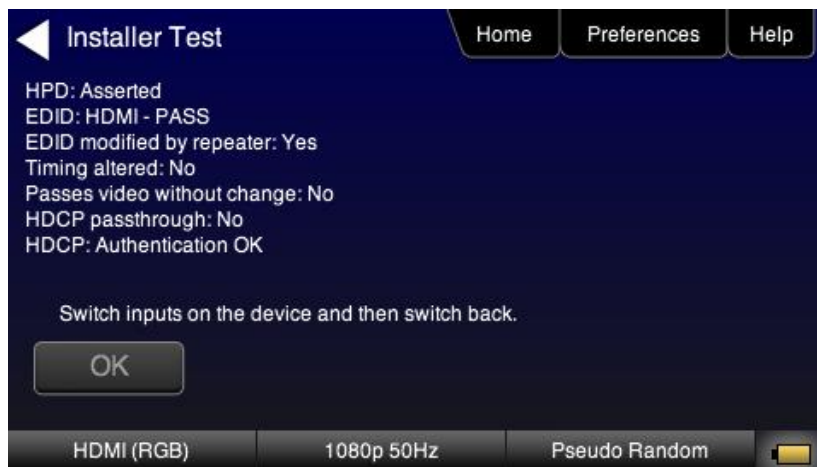 Installer Test
Home
Preferences
Help
HPD: Asserted
EDID: HDMI - PASS
EDID modified by repeater: Yes
Timing altered: No
Passes video without change: No
HDCP passthrough: No
HDCP: Authentication OK
Switch inputs on the device and then switch back.
OK
HDMI (RGB)
1080p 50Hz
Pseudo Random